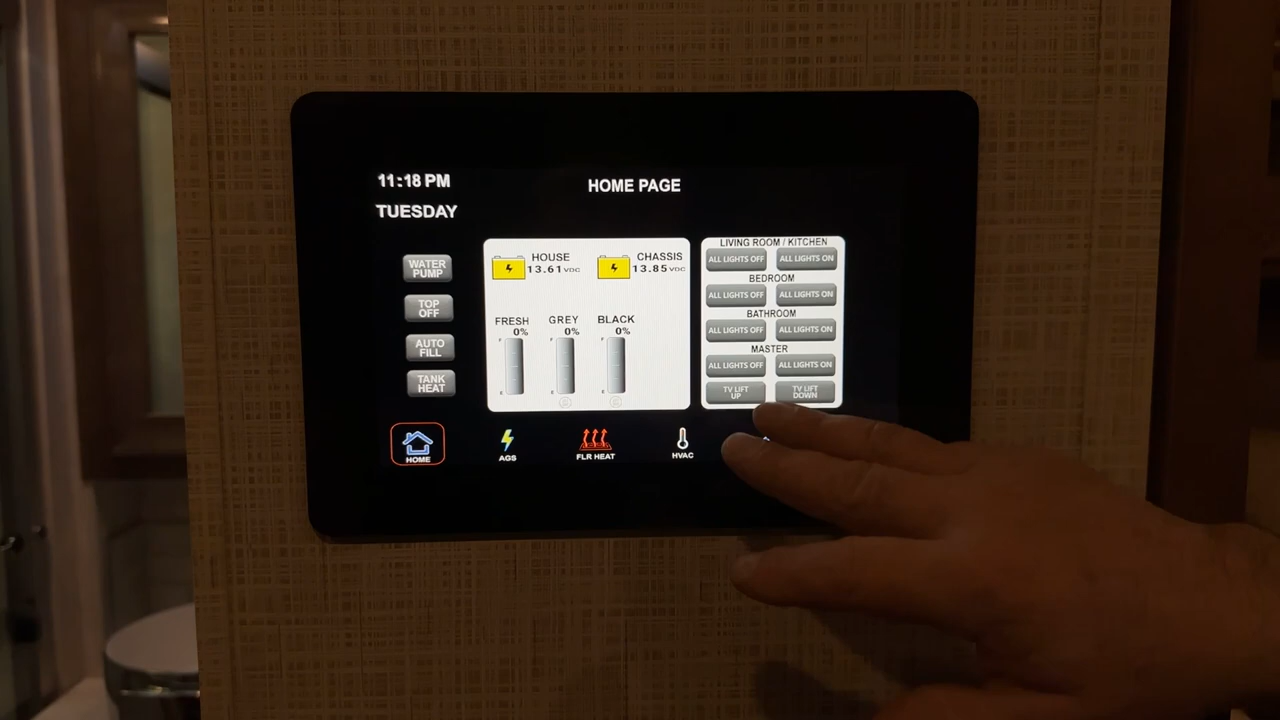 11:18 PM
HOME PAGE
TUESDAY
WATER
PUMP
TOP
OFF
AUTO
FILL
TANK
HEAT
HOUSE
13.61 VDC
CHASSIS
13.85 VDC
FRESH
0%
GREY
0%
BLACK
0%
F
E
F
E
F
E
LIVING ROOM / KITCHEN
ALL LIGHTS OFF
ALL LIGHTS ON
BEDROOM
ALL LIGHTS OFF
ALL LIGHTS ON
BATHROOM
ALL LIGHTS OFF
ALL LIGHTS ON
MASTER
ALL LIGHTS OFF
ALL LIGHTS ON
TV LIFT
UP
TV LIFT
DOWN
HOME
AGS
FLR HEAT
HVAC